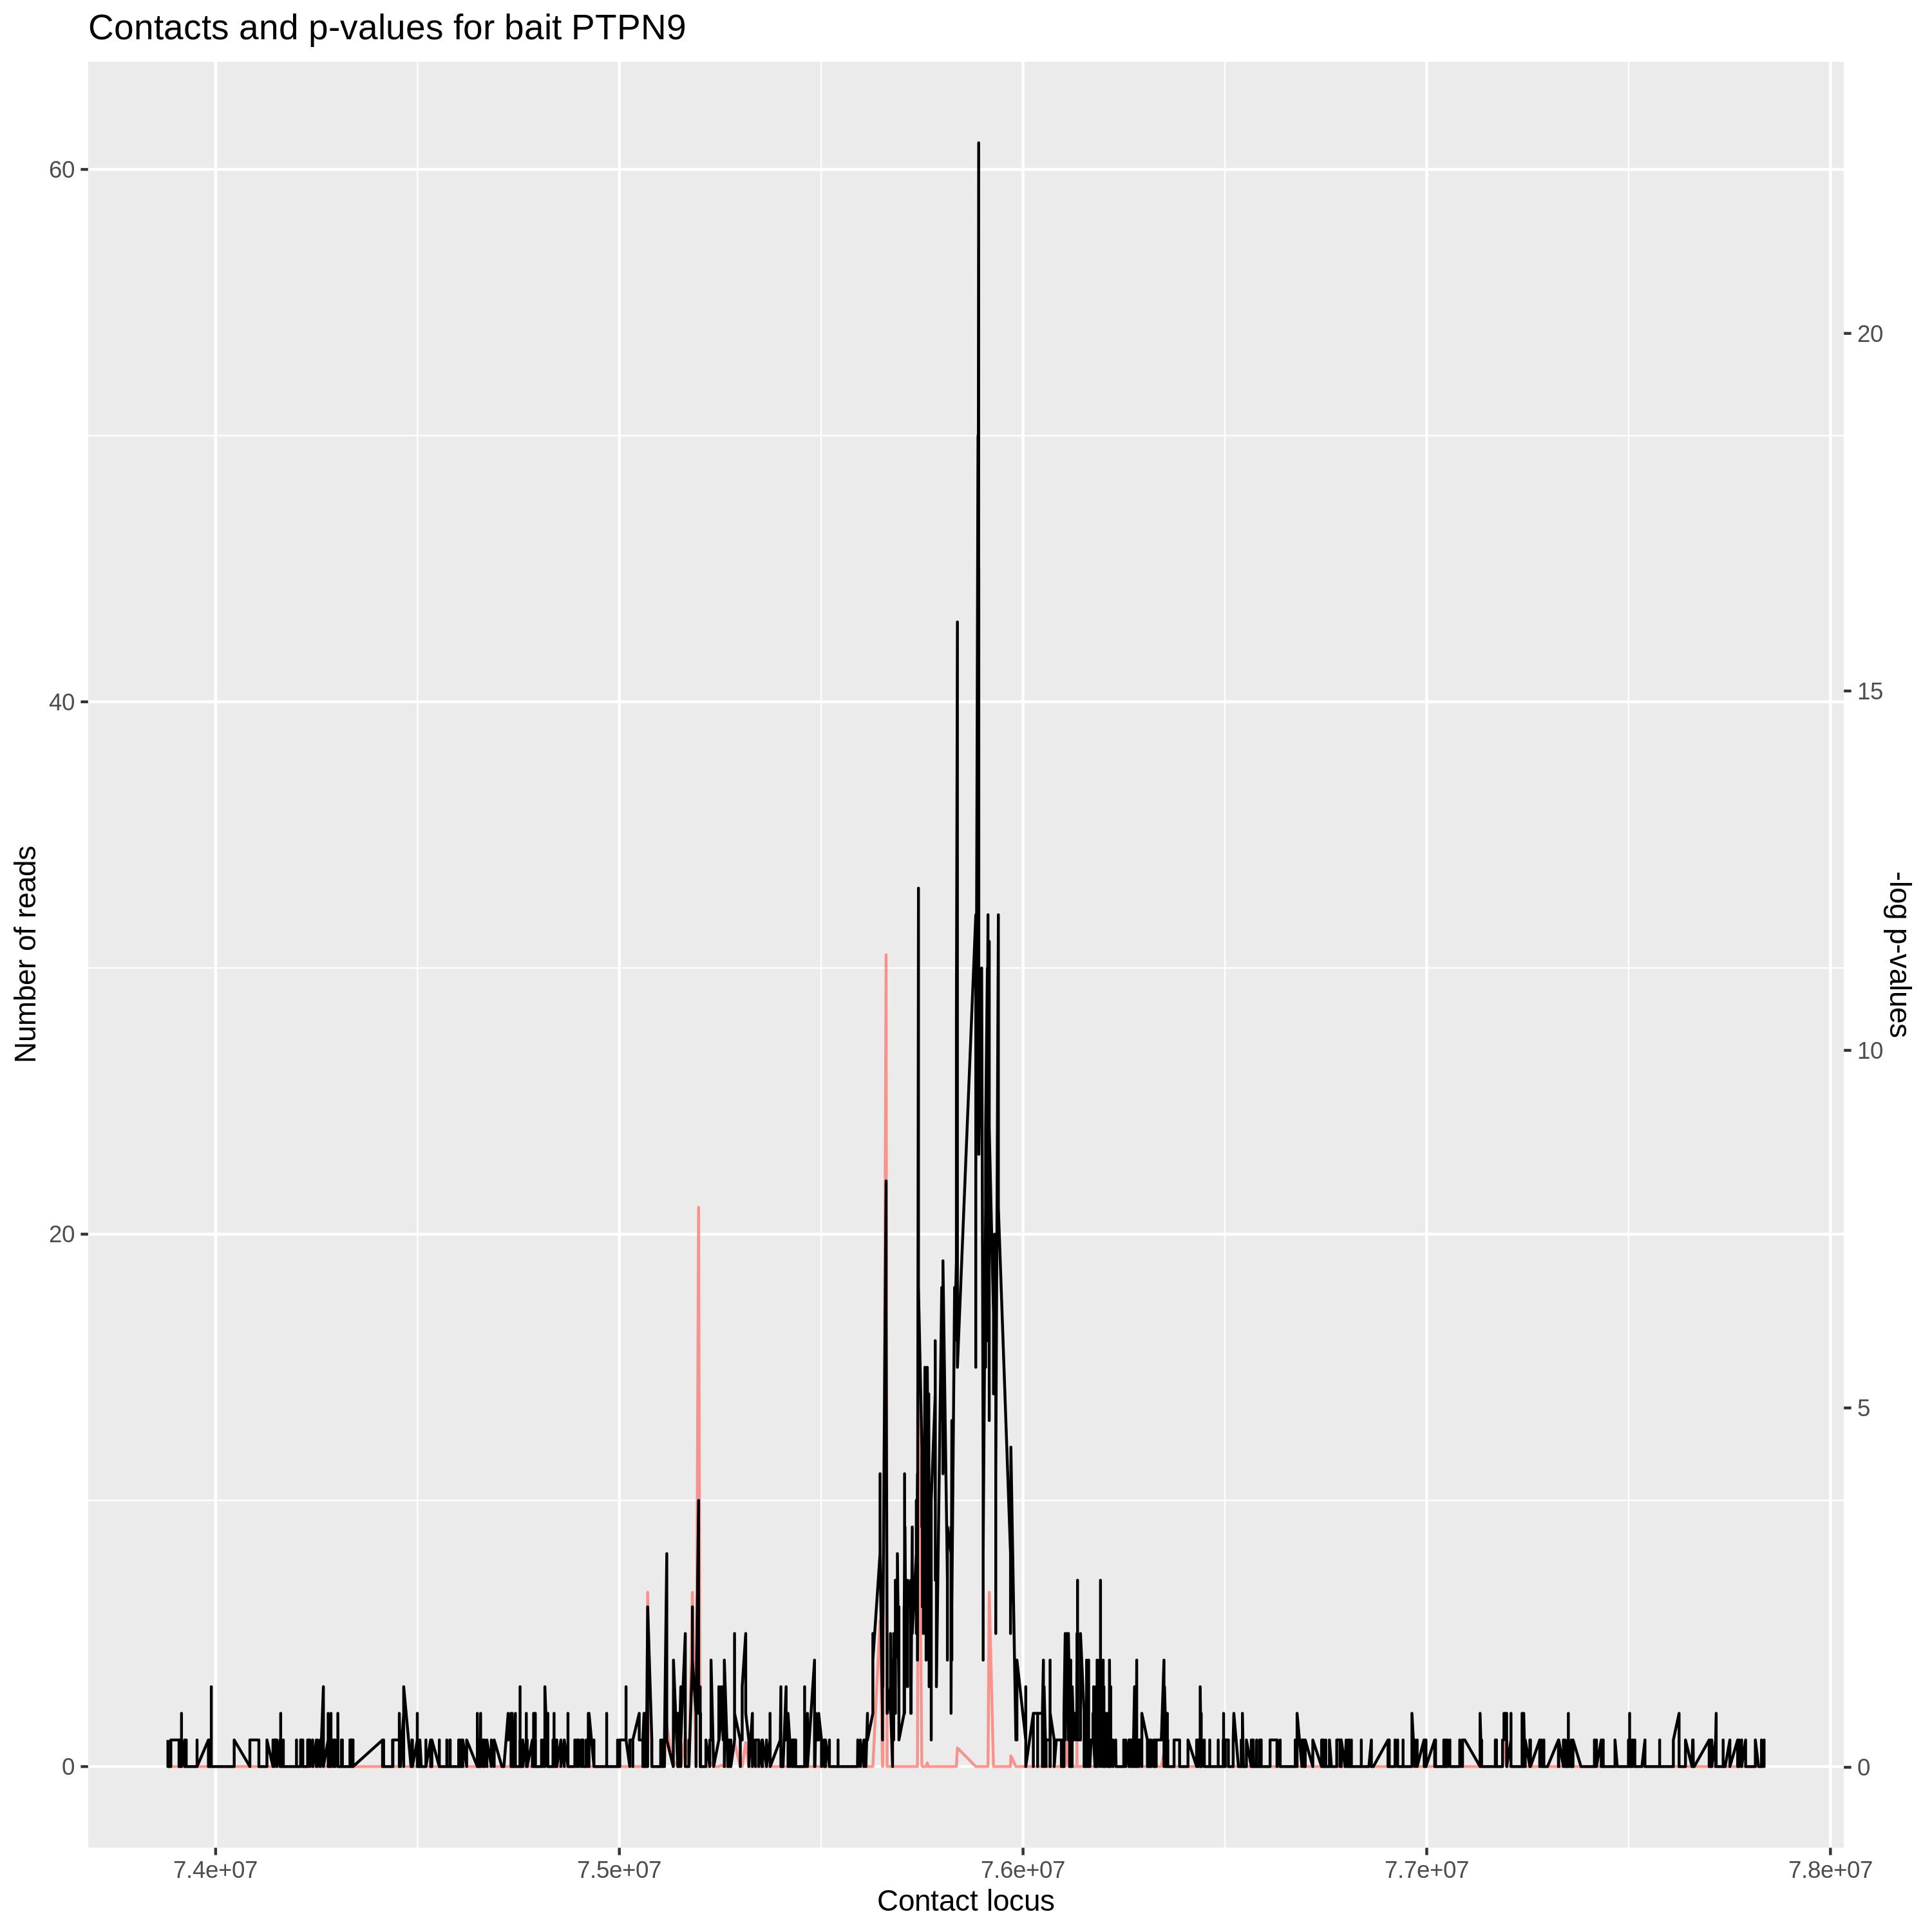 Contacts and p-values for bait PTPN9
60
40
20
0
Number of reads
20
15
10
5
0
-log p-values
7.4e+07
7.5e+07
7.6e+07
7.7e+07
7.8e+07
Contact locus